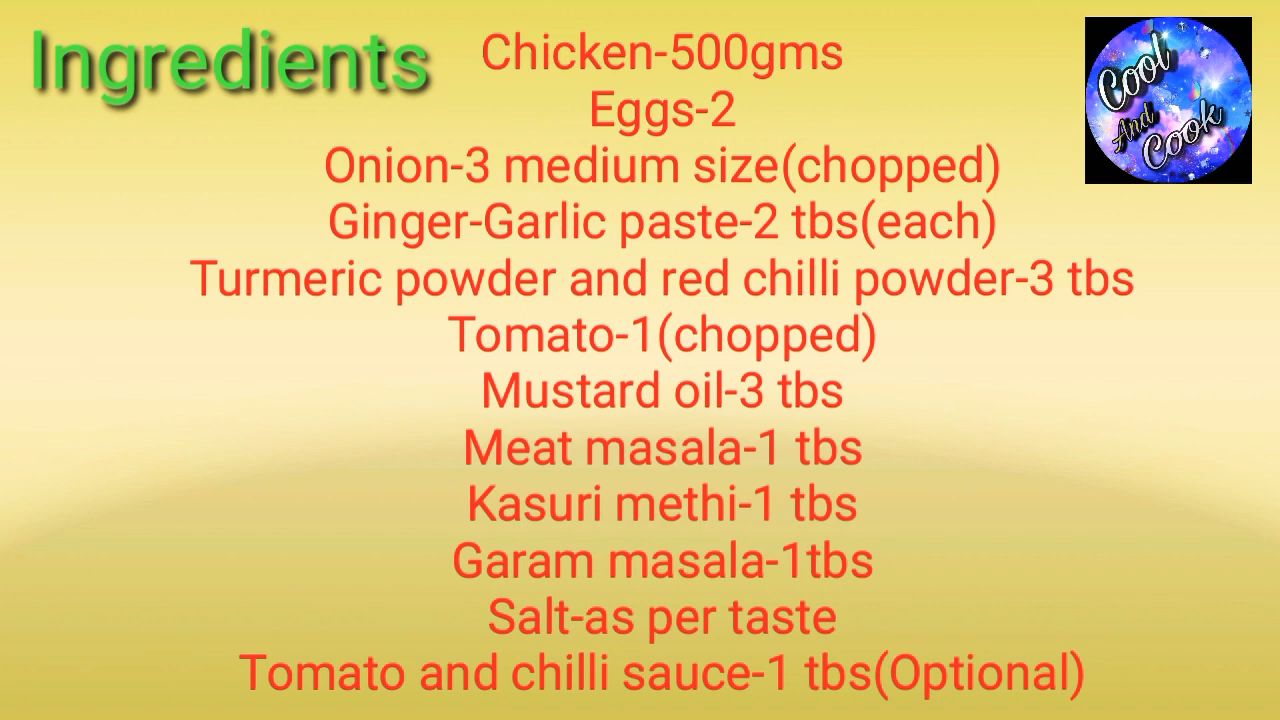 Ingredients
Chicken-500gms
Eggs-2
Onion-3 medium size(chopped)
Ginger-Garlic paste-2 tbs(each)
Turmeric powder and red chilli powder-3 tbs
Tomato-1(chopped)
Mustard oil-3 tbs
Meat masala-1 tbs
Kasuri methi-1 tbs
Garam masala-1tbs
Salt-as per taste
Tomato and chilli sauce-1 tbs(Optional)
Cool
And
Cook